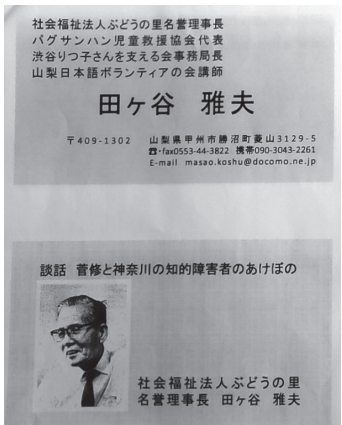 社会福祉法人ぶどうの里名誉理事長
バグサンハン児童救援協会代表
渋谷りつ子さんを支える会事務局長
山梨日本語ボランティアの会講師
田ヶ谷 雅夫
〒409-1302 山梨県甲州市勝沼町菱山3129-5
☎・fax0553-44-3822 携帯090-3043-2261
E-mail masao.koshu@docomo.ne.jp
談話 菅修と神奈川の知的障害者のあけぼの
社会福祉法人ぶどうの里
名誉理事長 田ヶ谷 雅夫